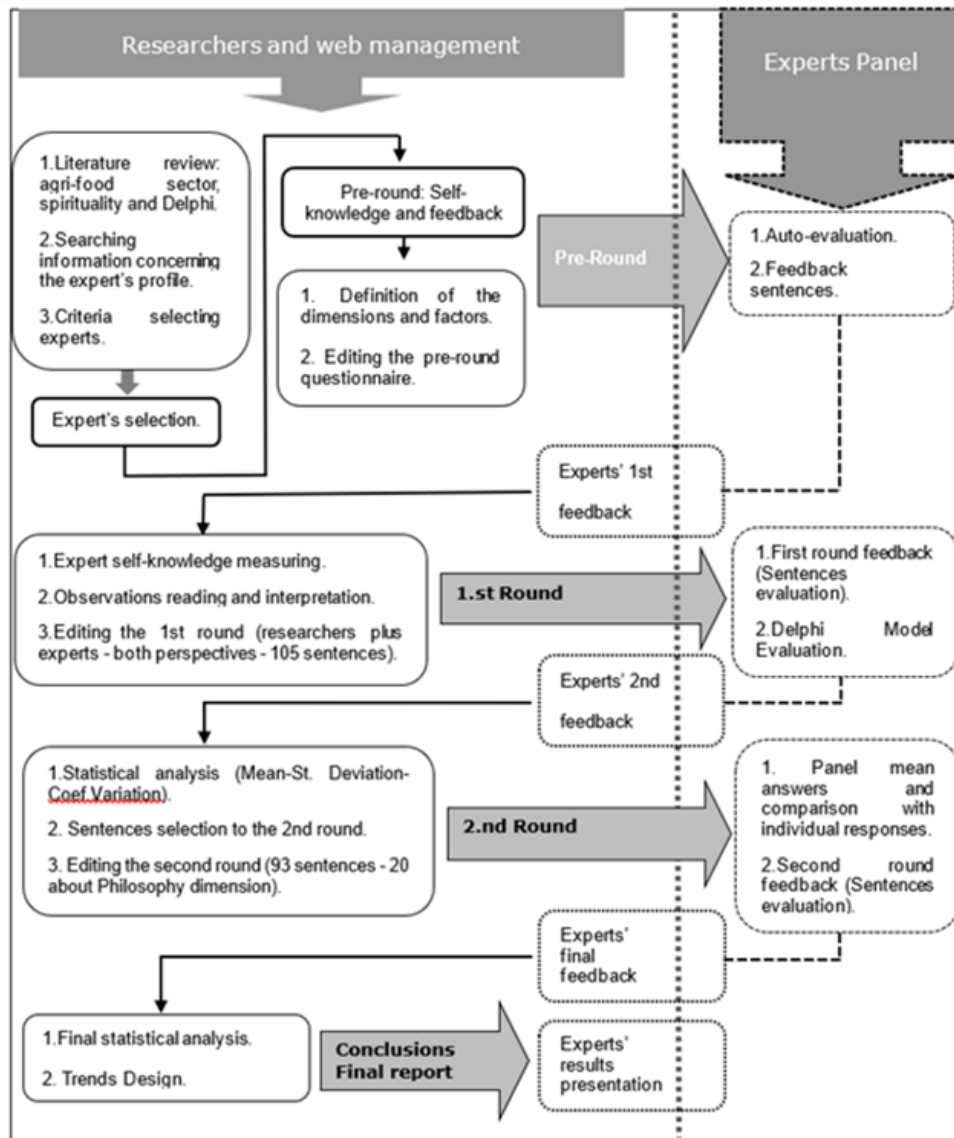 Researchers and web management
Experts Panel
1.Literature review:
agri-food sector,
spirituality and Delphi.
2.Searching
information concerning
the expert's profile.
3.Criteria selecting
experts.
Expert's selection.
Pre-round: Self-
knowledge and feedback
1. Definition of the
dimensions and factors.
2. Editing the pre-round
questionnaire.
Pre-Round
1.Auto-evaluation.
2.Feedback
sentences.
Experts' 1st
feedback
1.Expert self-knowledge measuring.
2.Observations reading and interpretation.
3.Editing the 1st round (researchers plus
experts - both perspectives - 105 sentences).
1.st Round
1.First round feedback
(Sentences
evaluation).
2.Delphi Model
Evaluation.
Experts' 2nd
feedback
1.Statistical analysis (Mean-St. Deviation-
Coef.Variation).
2. Sentences selection to the 2nd round.
3. Editing the second round (93 sentences - 20
about Philosophy dimension).
2.nd Round
1. Panel mean
answers and
comparison with
individual responses.
2.Second round
feedback (Sentences
evaluation).
Experts'
final
feedback
1.Final statistical analysis.
2. Trends Design.
Conclusions
Final report
Experts'
results
presentation